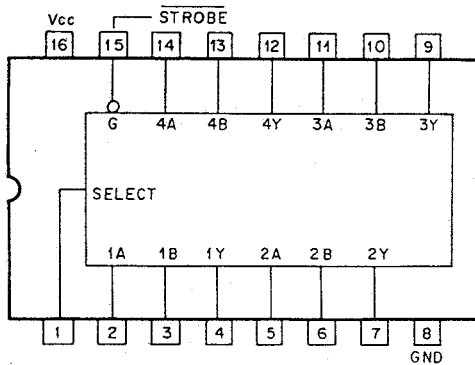 STROBE
Vcc
16 15 14 13 12 11 10 9
G 4A 4B 4Y 3A 3B 3Y
SELECT
1A 1B 1Y 2A 2B 2Y
1 2 3 4 5 6 7 8
GND